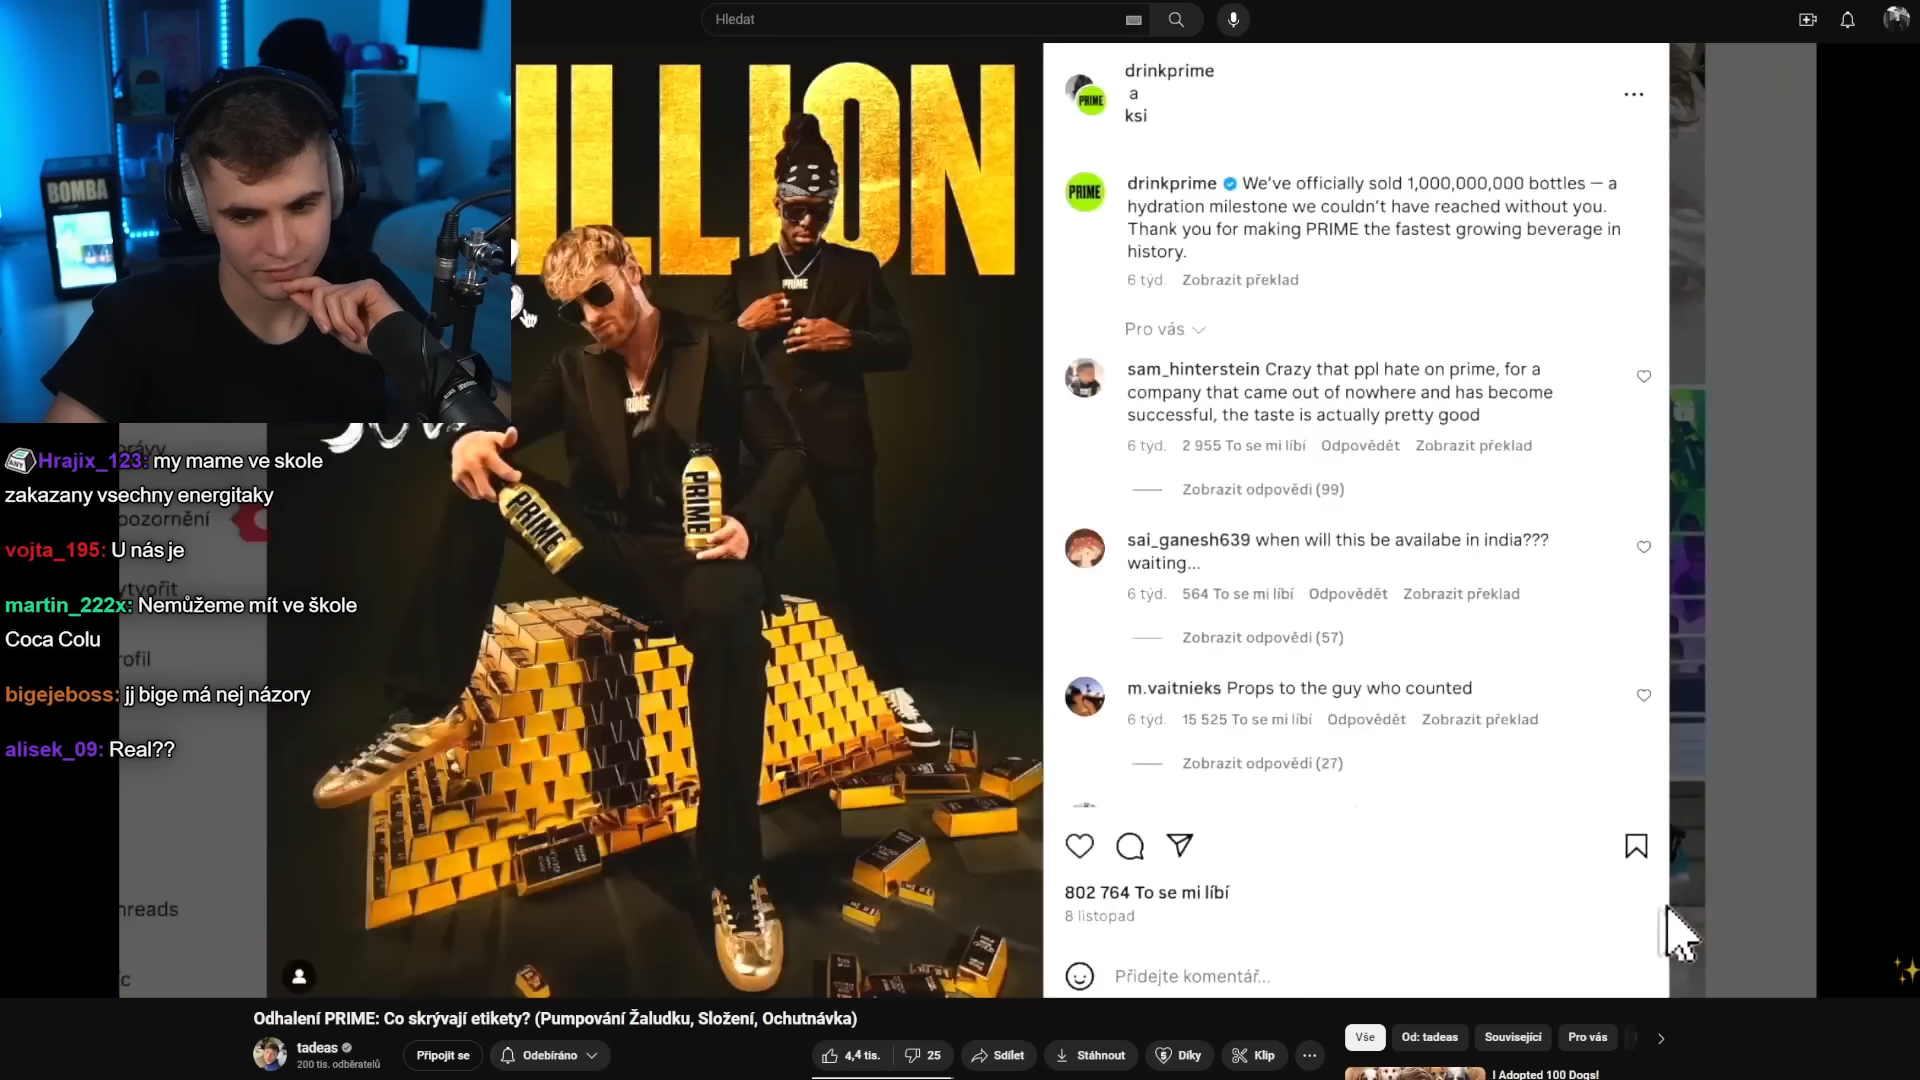 Hledat
BOMBA
ILLION
PRIME
PRIME
PRIME
PRIME
drinkprime
a
ksi
PRIME
PRIME
drinkprime We've officially sold 1,000,000,000 bottles – a
hydration milestone we couldn't have reached without you.
Thank you for making PRIME the fastest growing beverage in
history.
6 týd. Zobrazit překlad
Pro vás
sam_hinterstein Crazy that ppl hate on prime, for a
company that came out of nowhere and has become
successful, the taste is actually pretty good
6 týd. 2 955 To se mi líbí Odpovědět Zobrazit překlad
Zobrazit odpovědi (99)
sai_ganesh639 when will this be availabe in india???
waiting...
6 týd. 564 To se mi líbí Odpovědět Zobrazit překlad
Zobrazit odpovědi (57)
m.vaitnieks Props to the guy who counted
6 týd. 15 525 To se mi líbí Odpovědět Zobrazit překlad
Zobrazit odpovědi (27)
802 764 To se mi líbí
8 listopad
Přidejte komentář...
ANY Hrajix_123: my mame ve skole
zakazany vsechny energitaky
pozornění
vojta_195: U nás je
ytvořit
martin_222x: Nemůžeme mít ve škole
Coca Colu
rofil
bigejeboss: jj bige má nej názory
alisek_09: Real??
hreads
Odhalení PRIME: Co skrývají etikety? (Pumpování Žaludku, Složení, Ochutnávka)
tadeas
200 tis. odběratelů
Připojit se
Odebíráno
4,4 tis.
25
Sdílet
Stáhnout
Díky
Klip
Vše
Od: tadeas
Související
Pro vás
I Adopted 100 Dogs!